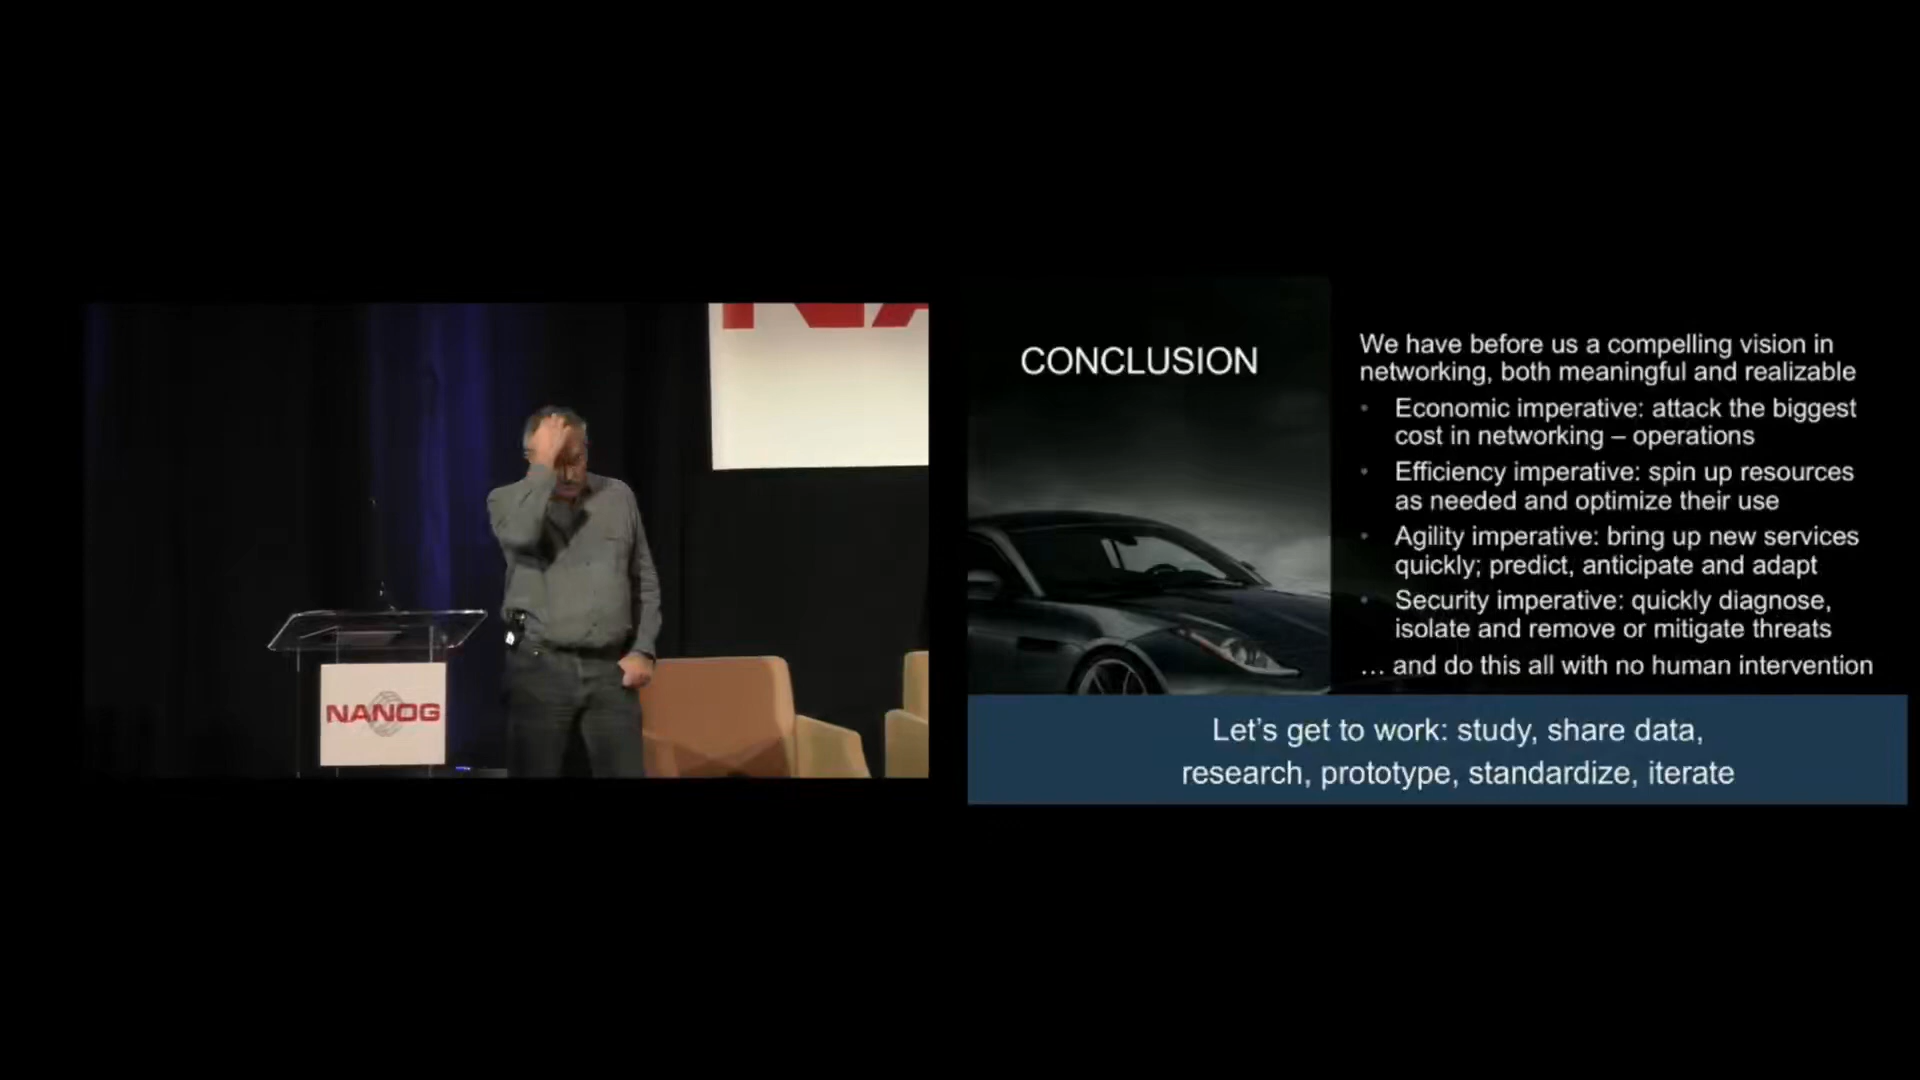 NANOG
CONCLUSION
We have before us a compelling vision in
networking, both meaningful and realizable
• Economic imperative: attack the biggest
cost in networking – operations
• Efficiency imperative: spin up resources
as needed and optimize their use
• Agility imperative: bring up new services
quickly; predict, anticipate and adapt
• Security imperative: quickly diagnose,
isolate and remove or mitigate threats
… and do this all with no human intervention
Let’s get to work: study, share data,
research, prototype, standardize, iterate